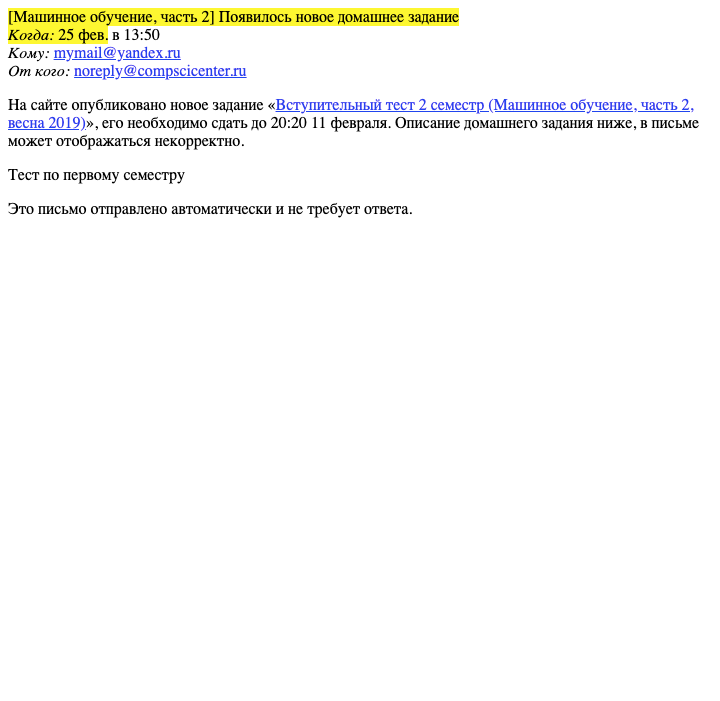 [Машинное обучение, часть 2] Появилось новое домашнее задание
Когда: 25 фев. в 13:50
Кому: mymail@yandex.ru
От кого: noreply@compscicenter.ru
На сайте опубликовано новое задание «Вступительный тест 2 семестр (Машинное обучение, часть 2,
весна 2019)», его необходимо сдать до 20:20 11 февраля. Описание домашнего задания ниже, в письме
может отображаться некорректно.
Тест по первому семестру
Это письмо отправлено автоматически и не требует ответа.